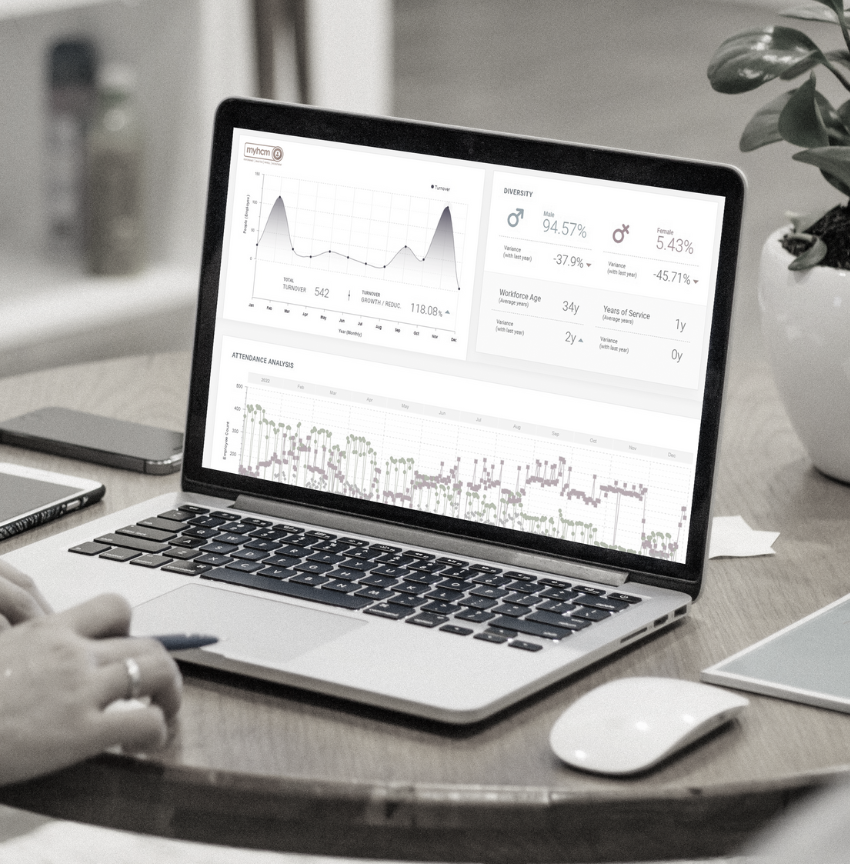 myhcm
Turnover
150
100
50
0
TOTAL
TURNOVER
542
TURNOVER
GROWTH / REDUC.
118.08%
Jan Feb Mar Apr May Jun Jul Aug Sep Oct Nov Dec
Year (Months)
DIVERSITY
Male
94.57%
Female
5.43%
Variance
(with last year)
-37.9%
Variance
(with last year)
-45.71%
Workforce Age
(Average years)
34y
Years of Service
(Average years)
1y
Variance
(with last year)
2y
Variance
(with last year)
0y
ATTENDANCE ANALYSIS
Feb Mar Apr May Jun Jul Aug Sep Nov Dec
Employee Count
400